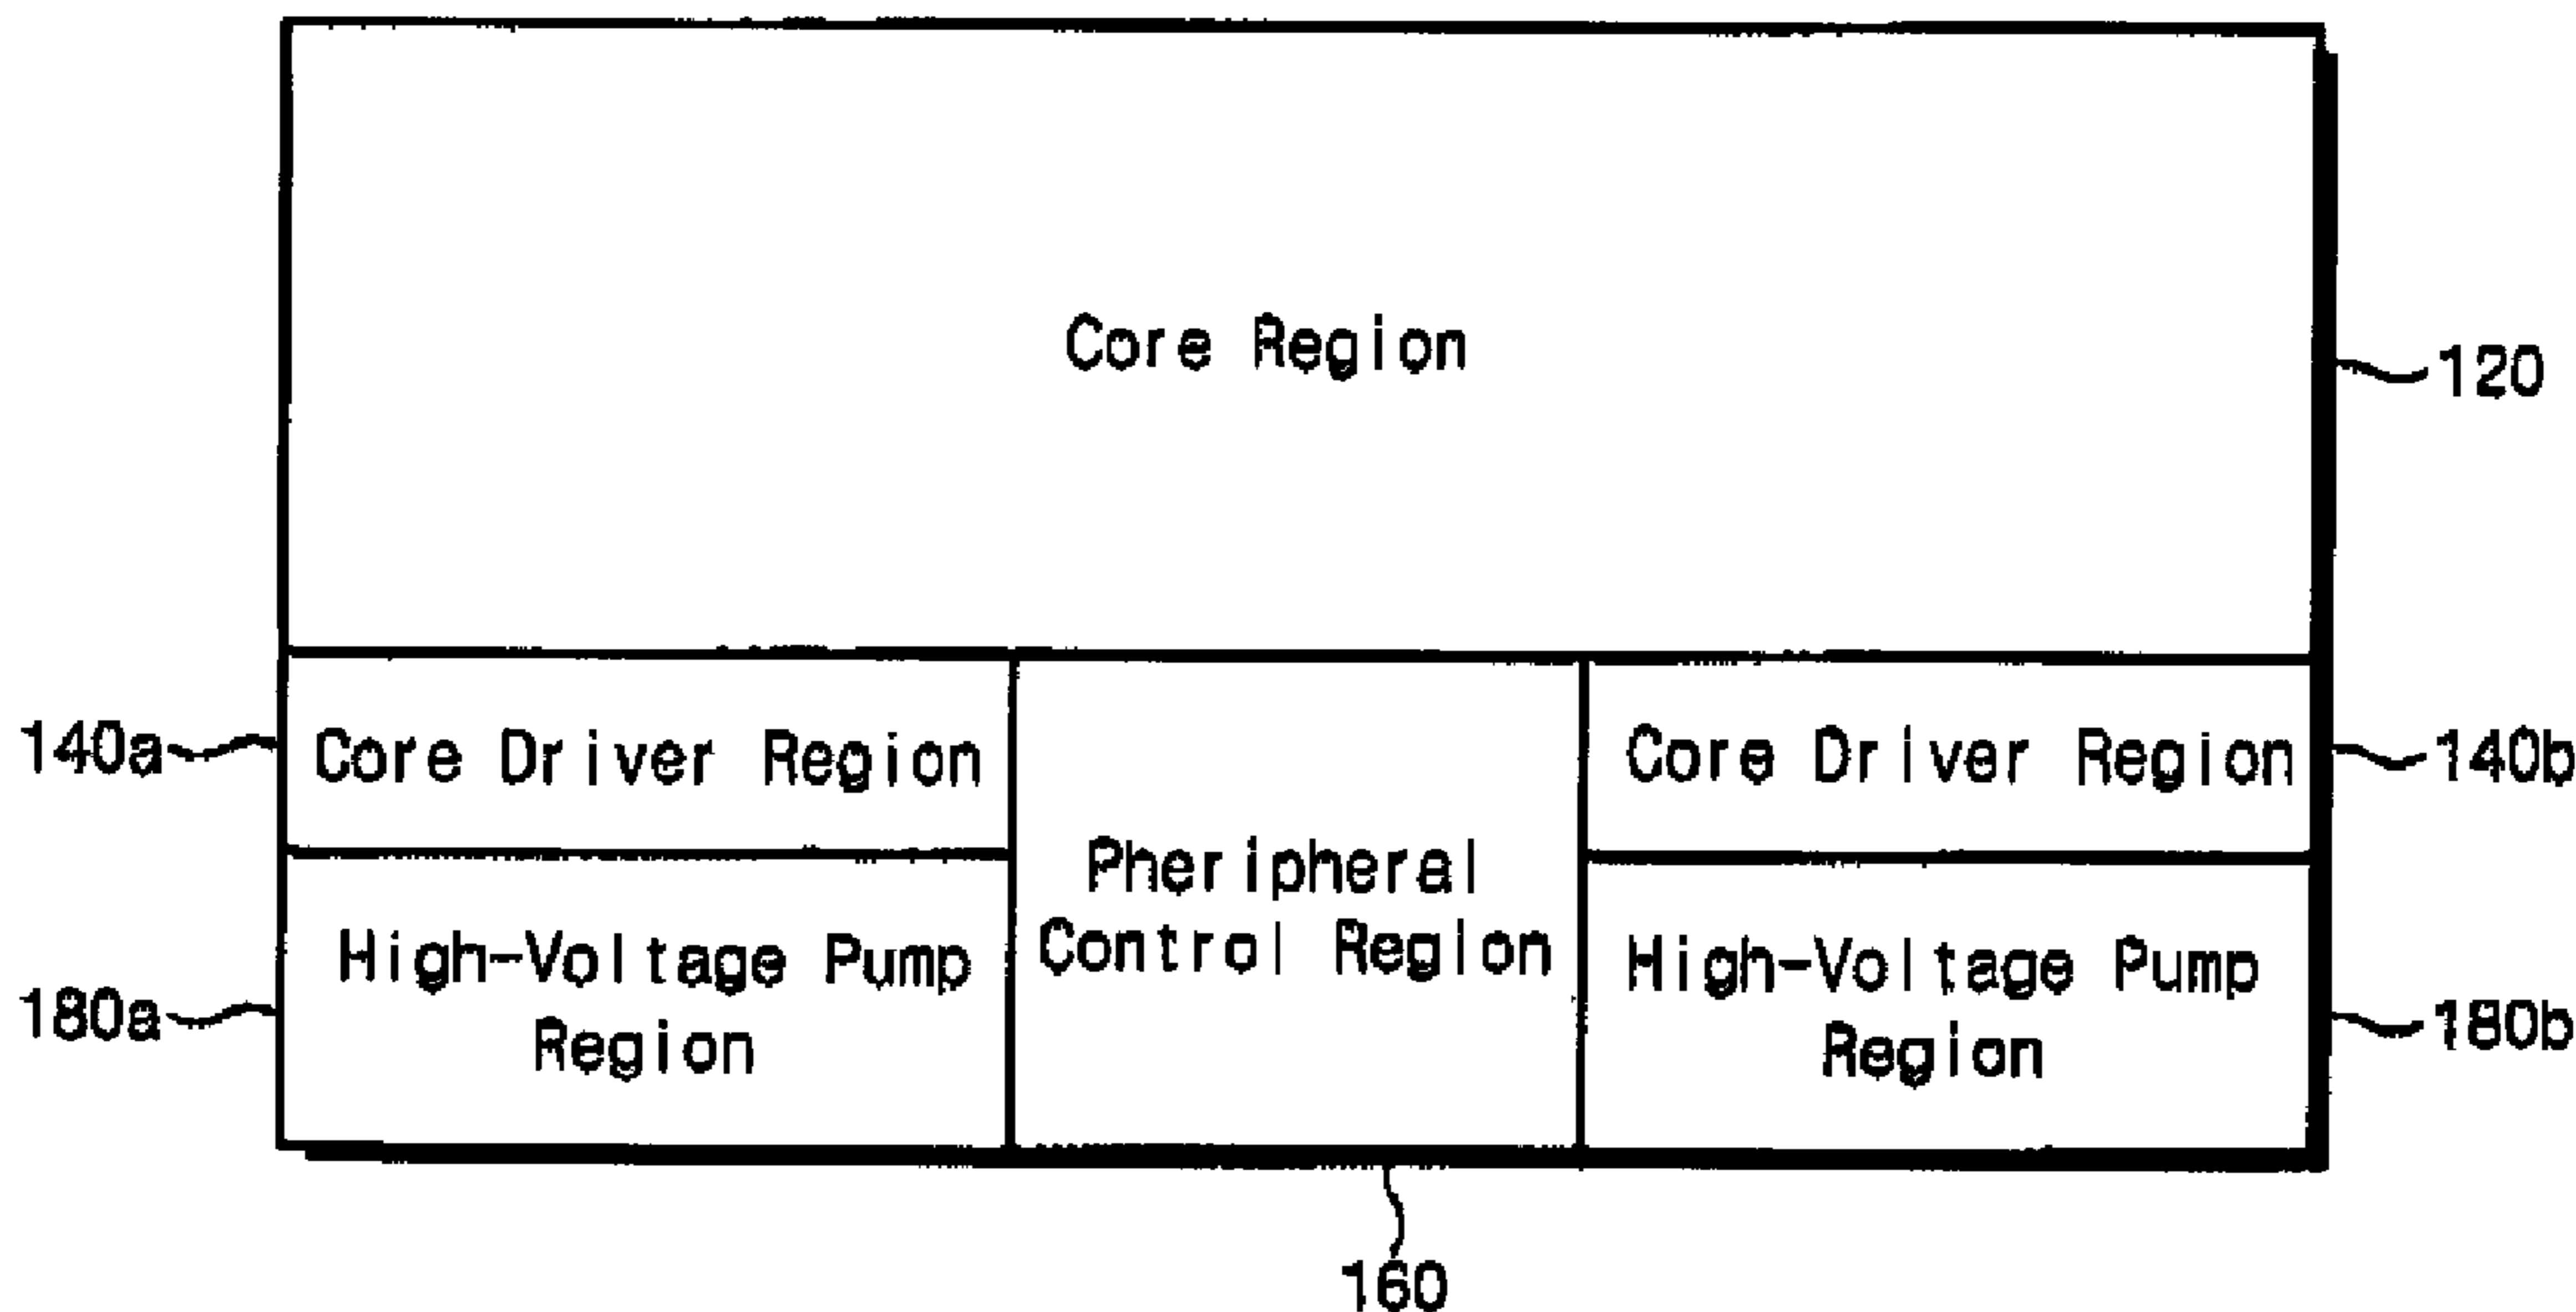 Core Region
120
140a
Core Driver Region
Core Driver Region
140b
Pheripheral
Control Region
High-Voltage Pump
Region
180a
High-Voltage Pump
Region
180b
160